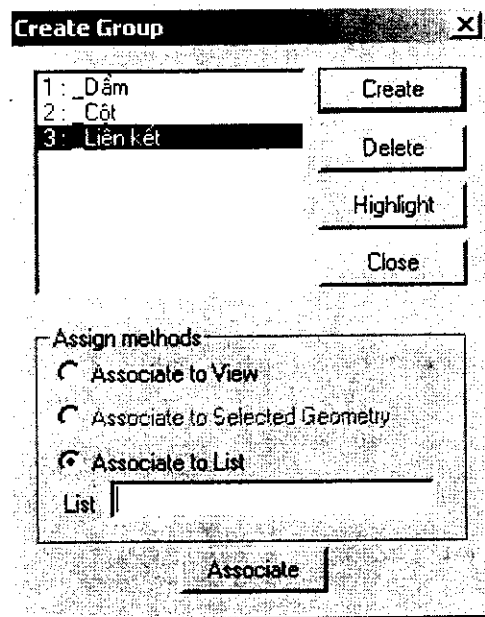 Create Group
1 : _Dầm
2 : _Cột
3 : _Liên kết
Create
Delete
Highlight
Close
Assign methods
Associate to View
Associate to Selected Geometry
Associate to List
List
Associate